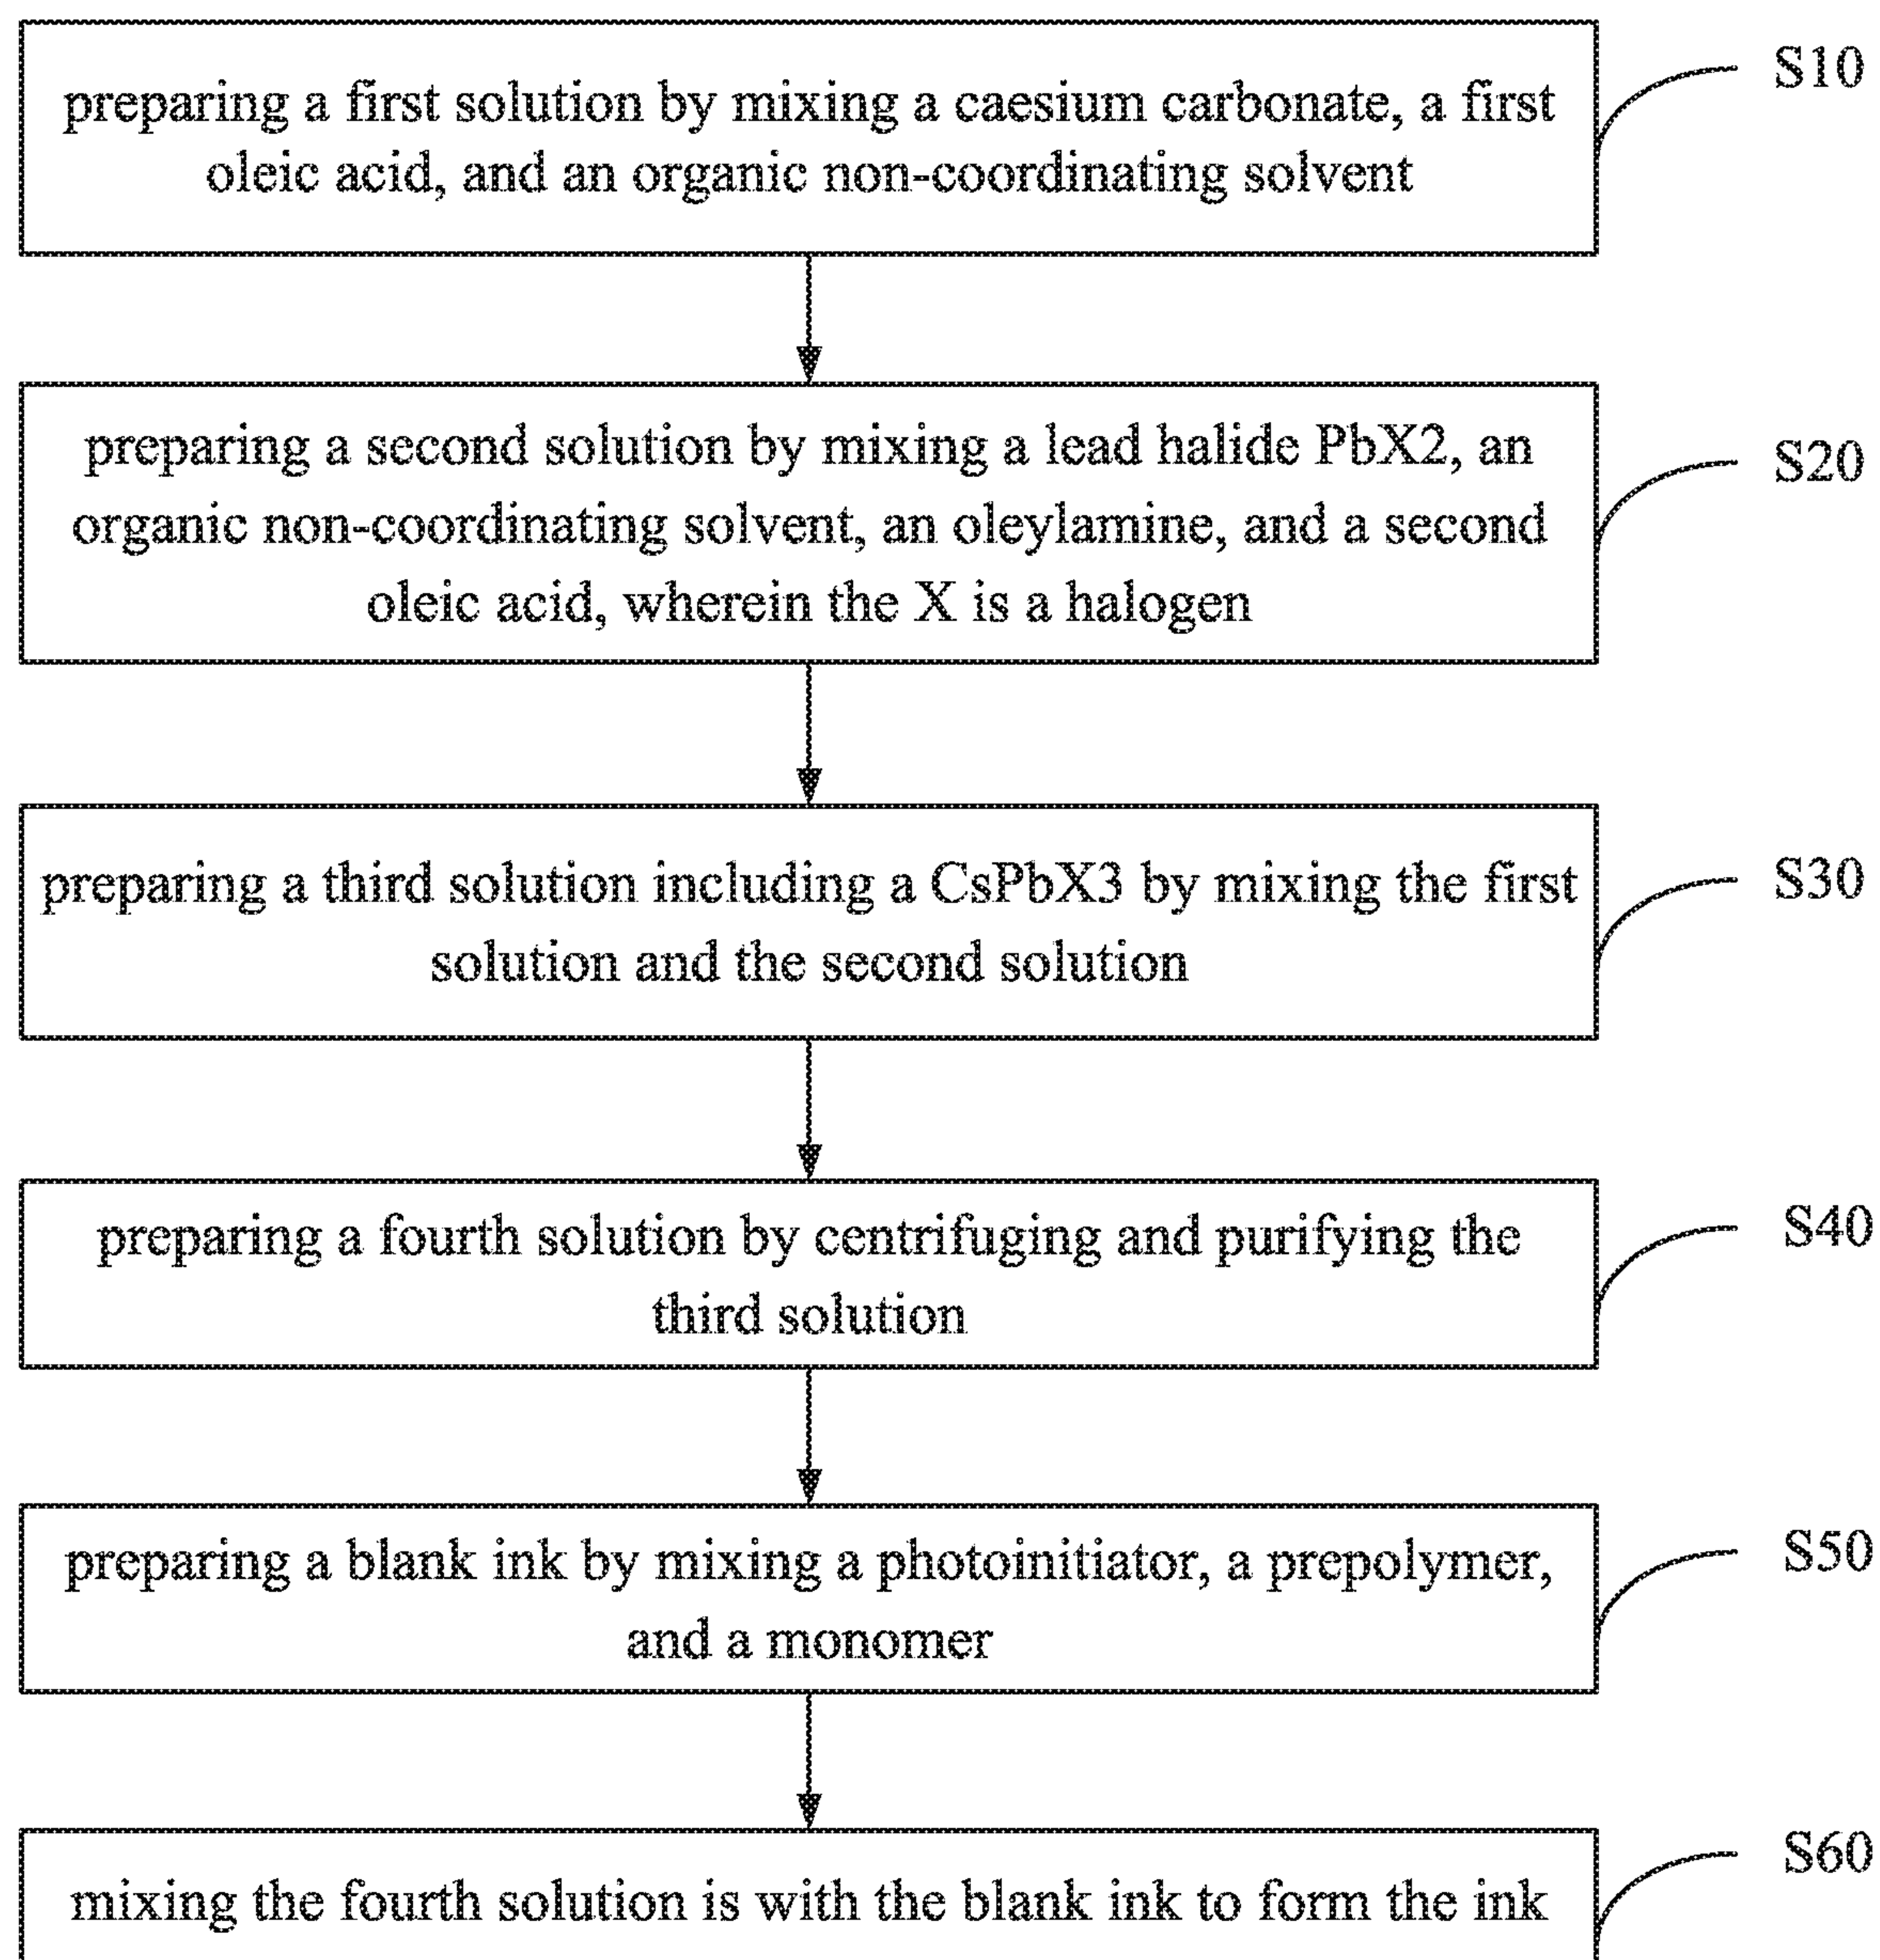 preparing a first solution by mixing a caesium carbonate, a first
oleic acid, and an organic non-coordinating solvent
S10
preparing a second solution by mixing a lead halide PbX2, an
organic non-coordinating solvent, an oleylamine, and a second
oleic acid, wherein the X is a halogen
S20
preparing a third solution including a CsPbX3 by mixing the first
solution and the second solution
S30
preparing a fourth solution by centrifuging and purifying the
third solution
S40
preparing a blank ink by mixing a photoinitiator, a prepolymer,
and a monomer
S50
mixing the fourth solution is with the blank ink to form the ink
S60